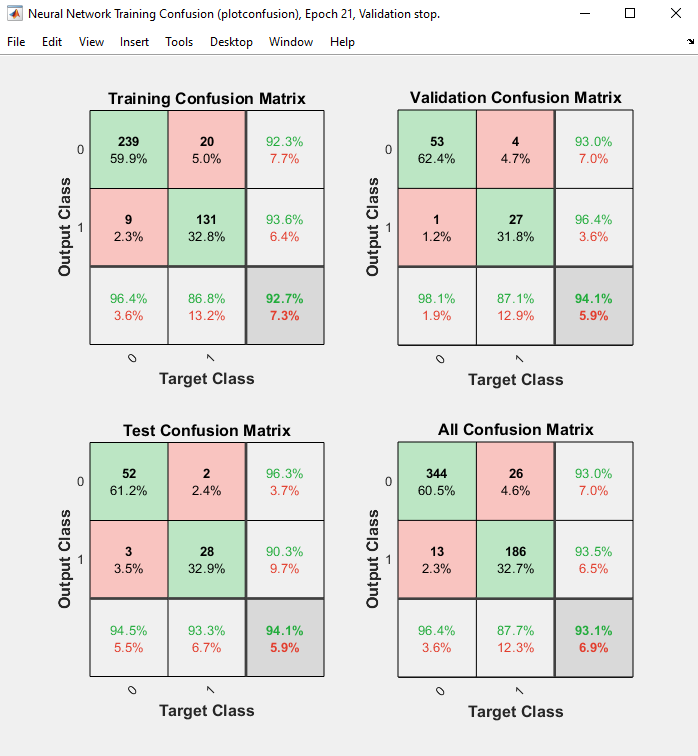 Neural Network Training Confusion (plotconfusion), Epoch 21, Validation stop.
File Edit View Insert Tools Desktop Window Help
Training Confusion Matrix
0 239 20 92.3%
59.9% 5.0% 7.7%
1 9 131 93.6%
2.3% 32.8% 6.4%
96.4% 86.8% 92.7%
3.6% 13.2% 7.3%
0 1
Target Class
Output Class
Validation Confusion Matrix
0 53 4 93.0%
62.4% 4.7% 7.0%
1 1 27 96.4%
1.2% 31.8% 3.6%
98.1% 87.1% 94.1%
1.9% 12.9% 5.9%
0 1
Target Class
Output Class
Test Confusion Matrix
0 52 2 96.3%
61.2% 2.4% 3.7%
1 3 28 90.3%
3.5% 32.9% 9.7%
94.5% 93.3% 94.1%
5.5% 6.7% 5.9%
0 1
Target Class
Output Class
All Confusion Matrix
0 344 26 93.0%
60.5% 4.6% 7.0%
1 13 186 93.5%
2.3% 32.7% 6.5%
96.4% 87.7% 93.1%
3.6% 12.3% 6.9%
0 1
Target Class
Output Class